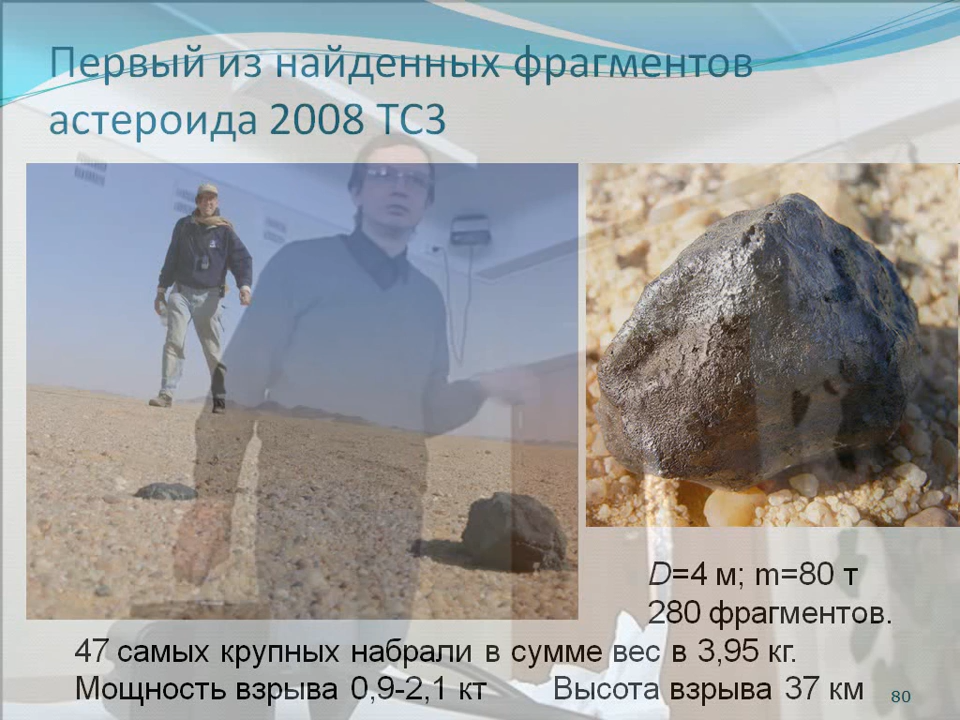 Первый из найденных фрагментов
астероида 2008 TC3
D=4 м; m=80 т
280 фрагментов.
47 самых крупных набрали в сумме вес в 3,95 кг.
Мощность взрыва 0,9-2,1 кт Высота взрыва 37 км
80